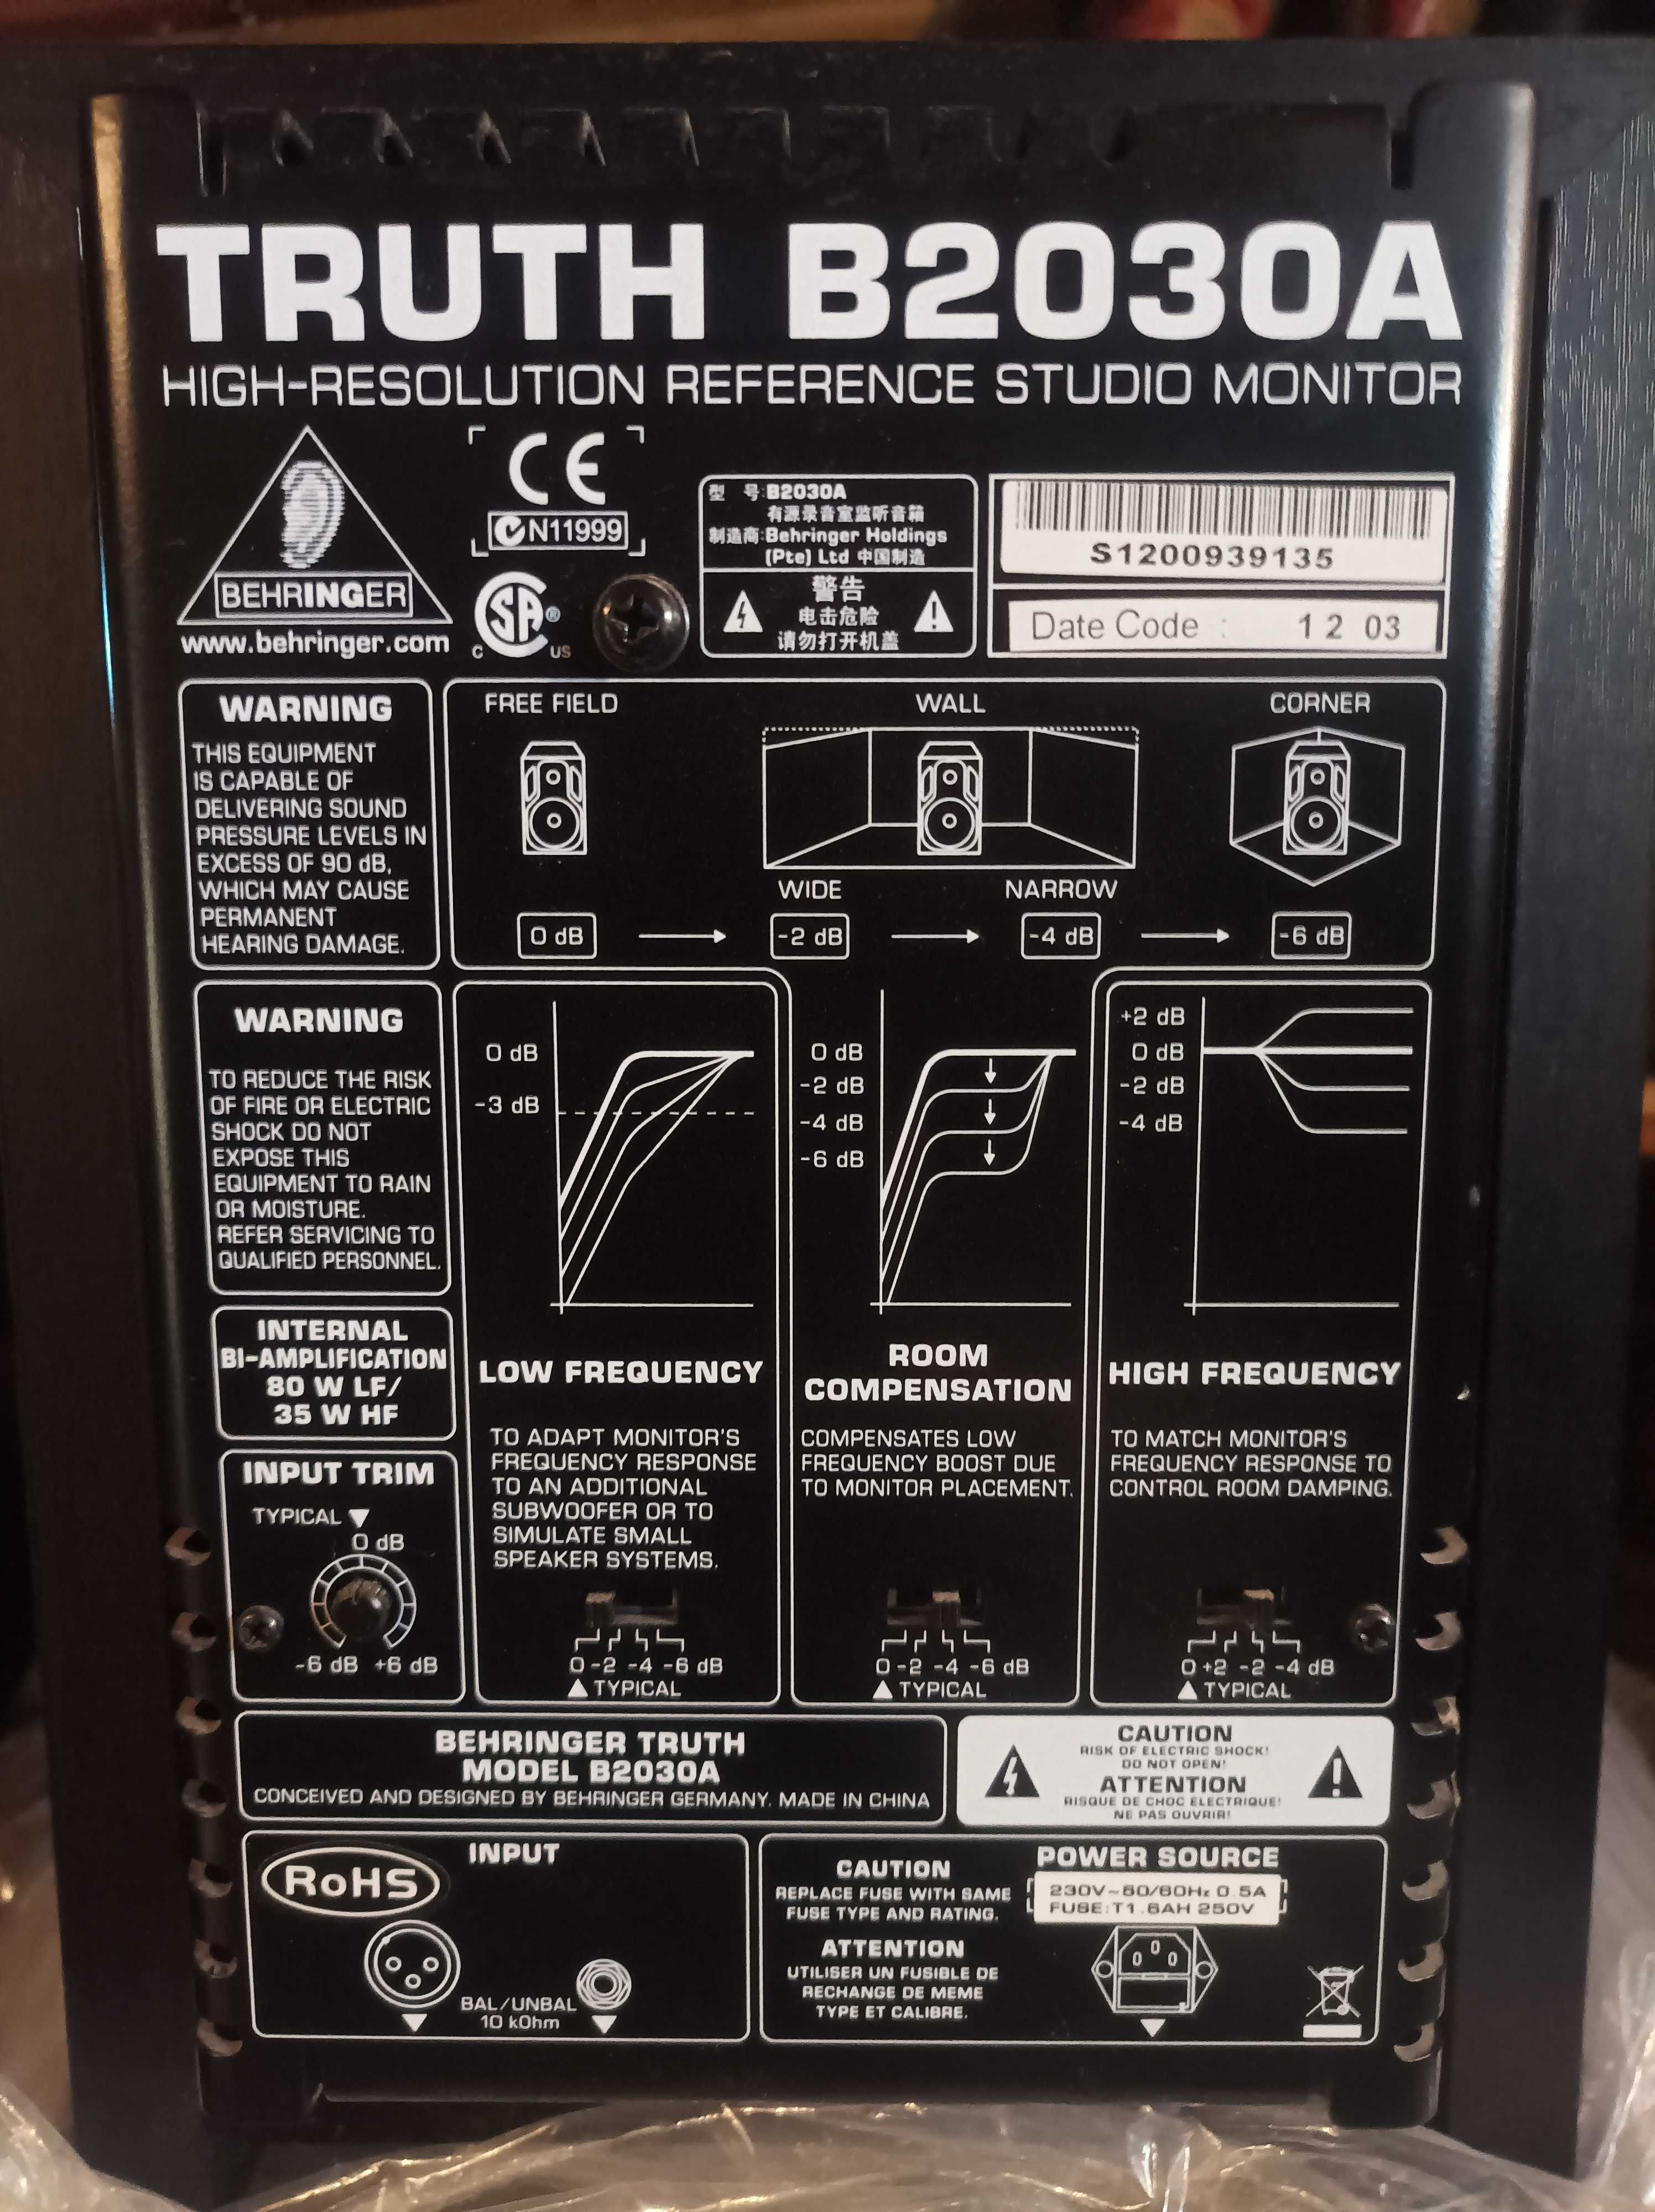 TRUTH B2030A
HIGH-RESOLUTION REFERENCE STUDIO MONITOR
BEHRINGER
www.behringer.com
CE
N11999
SA®
C US
型 号:B2030A
有源录音室监听音箱
制造商:Behringer Holdings
(Pte) Ltd 中国制造
警告
电击危险
请勿打开机盖
S1200939135
Date Code : 12 03
WARNING
THIS EQUIPMENT
IS CAPABLE OF
DELIVERING SOUND
PRESSURE LEVELS IN
EXCESS OF 90 dB,
WHICH MAY CAUSE
PERMANENT
HEARING DAMAGE.
FREE FIELD
WALL
CORNER
WIDE
NARROW
0 dB
-2 dB
-4 dB
-6 dB
WARNING
TO REDUCE THE RISK
OF FIRE OR ELECTRIC
SHOCK DO NOT
EXPOSE THIS
EQUIPMENT TO RAIN
OR MOISTURE.
REFER SERVICING TO
QUALIFIED PERSONNEL.
INTERNAL
BI-AMPLIFICATION
80 W LF/
35 W HF
INPUT TRIM
TYPICAL
0 dB
-6 dB +6 dB
0 dB
-3 dB
LOW FREQUENCY
TO ADAPT MONITOR'S
FREQUENCY RESPONSE
TO AN ADDITIONAL
SUBWOOFER OR TO
SIMULATE SMALL
SPEAKER SYSTEMS.
0 -2 -4 -6 dB
TYPICAL
0 dB
-2 dB
-4 dB
-6 dB
ROOM
COMPENSATION
COMPENSATES LOW
FREQUENCY BOOST DUE
TO MONITOR PLACEMENT.
0 -2 -4 -6 dB
TYPICAL
+2 dB
0 dB
-2 dB
-4 dB
HIGH FREQUENCY
TO MATCH MONITOR'S
FREQUENCY RESPONSE TO
CONTROL ROOM DAMPING.
0 +2 -2 -4 dB
TYPICAL
BEHRINGER TRUTH
MODEL B2030A
CONCEIVED AND DESIGNED BY BEHRINGER GERMANY. MADE IN CHINA
CAUTION
RISK OF ELECTRIC SHOCK!
DO NOT OPEN!
ATTENTION
RISQUE DE CHOC ELECTRIQUE!
NE PAS OUVRIR!
RoHS
INPUT
BAL/UNBAL
10 kOhm
CAUTION
REPLACE FUSE WITH SAME
FUSE TYPE AND RATING.
ATTENTION
UTILISER UN FUSIBLE DE
RECHANGE DE MEME
TYPE ET CALIBRE.
POWER SOURCE
230V~50/60Hz 0.5A
FUSE:T1.6AH 250V